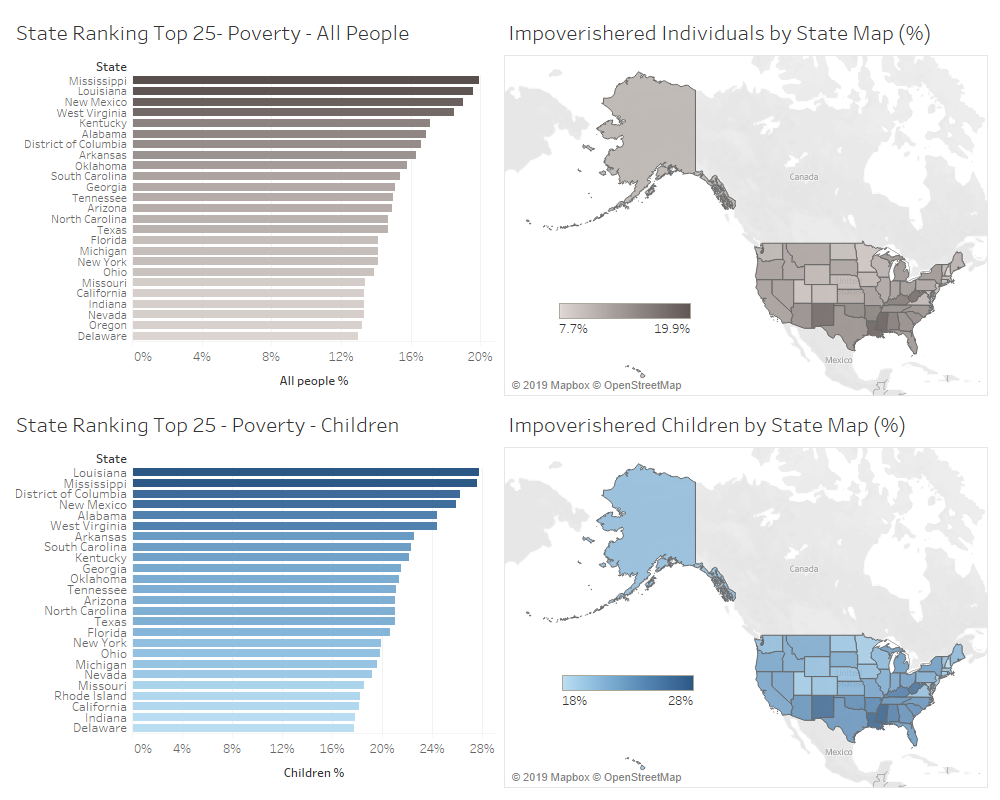 State Ranking Top 25- Poverty - All People
State
Mississippi
Louisiana
New Mexico
West Virginia
Kentucky
Alabama
District of Columbia
Arkansas
Oklahoma
South Carolina
Georgia
Tennessee
Arizona
North Carolina
Texas
Florida
Michigan
New York
Ohio
Missouri
California
Indiana
Nevada
Oregon
Delaware
0% 4% 8% 12% 16% 20%
All people %
Impoverishered Individuals by State Map (%)
Canada
7.7% 19.9%
Mexico
© 2019 Mapbox © OpenStreetMap
State Ranking Top 25 - Poverty - Children
State
Louisiana
Mississippi
District of Columbia
New Mexico
Alabama
West Virginia
Arkansas
South Carolina
Kentucky
Georgia
Oklahoma
Tennessee
Arizona
North Carolina
Texas
Florida
New York
Ohio
Michigan
Nevada
Missouri
Rhode Island
California
Indiana
Delaware
0% 4% 8% 12% 16% 20% 24% 28%
Children %
Impoverishered Children by State Map (%)
Canada
18% 28%
Mexico
© 2019 Mapbox © OpenStreetMap